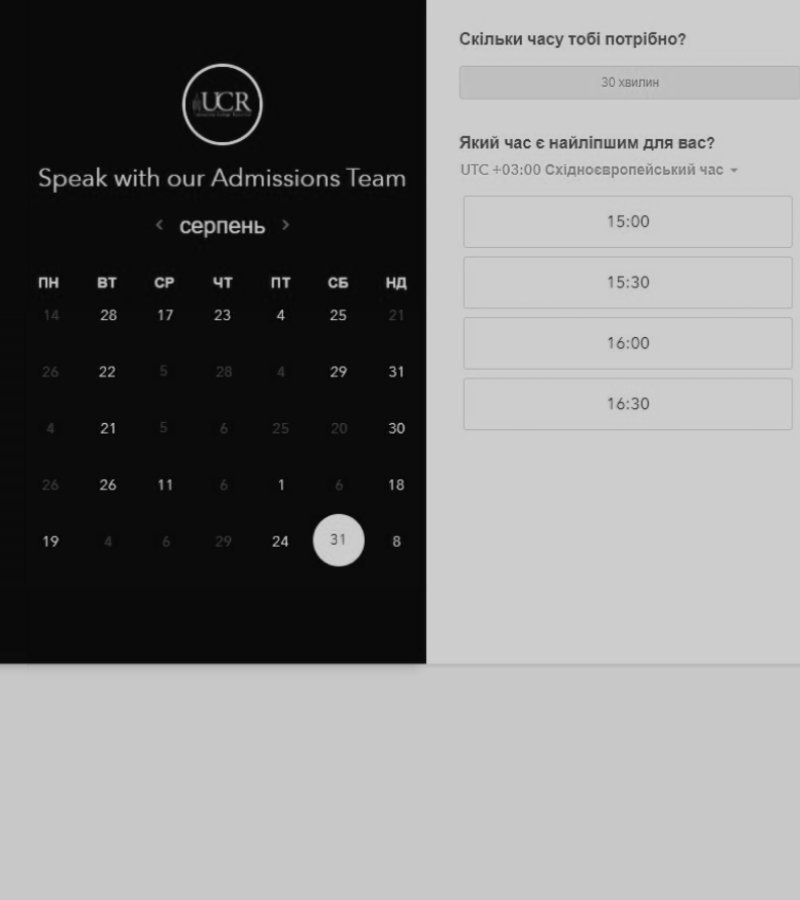 UCR
Speak with our Admissions Team
< серпень >
ПН ВТ СР ЧТ ПТ СБ НД
14 28 17 23 4 25 21
26 22 5 28 4 29 31
4 21 5 6 25 20 30
26 26 11 6 1 6 18
19 4 6 29 24 31 8
Скільки часу тобі потрібно?
30 хвилин
Який час є найліпшим для вас?
UTC +03:00 Східноєвропейський час
15:00
15:30
16:00
16:30